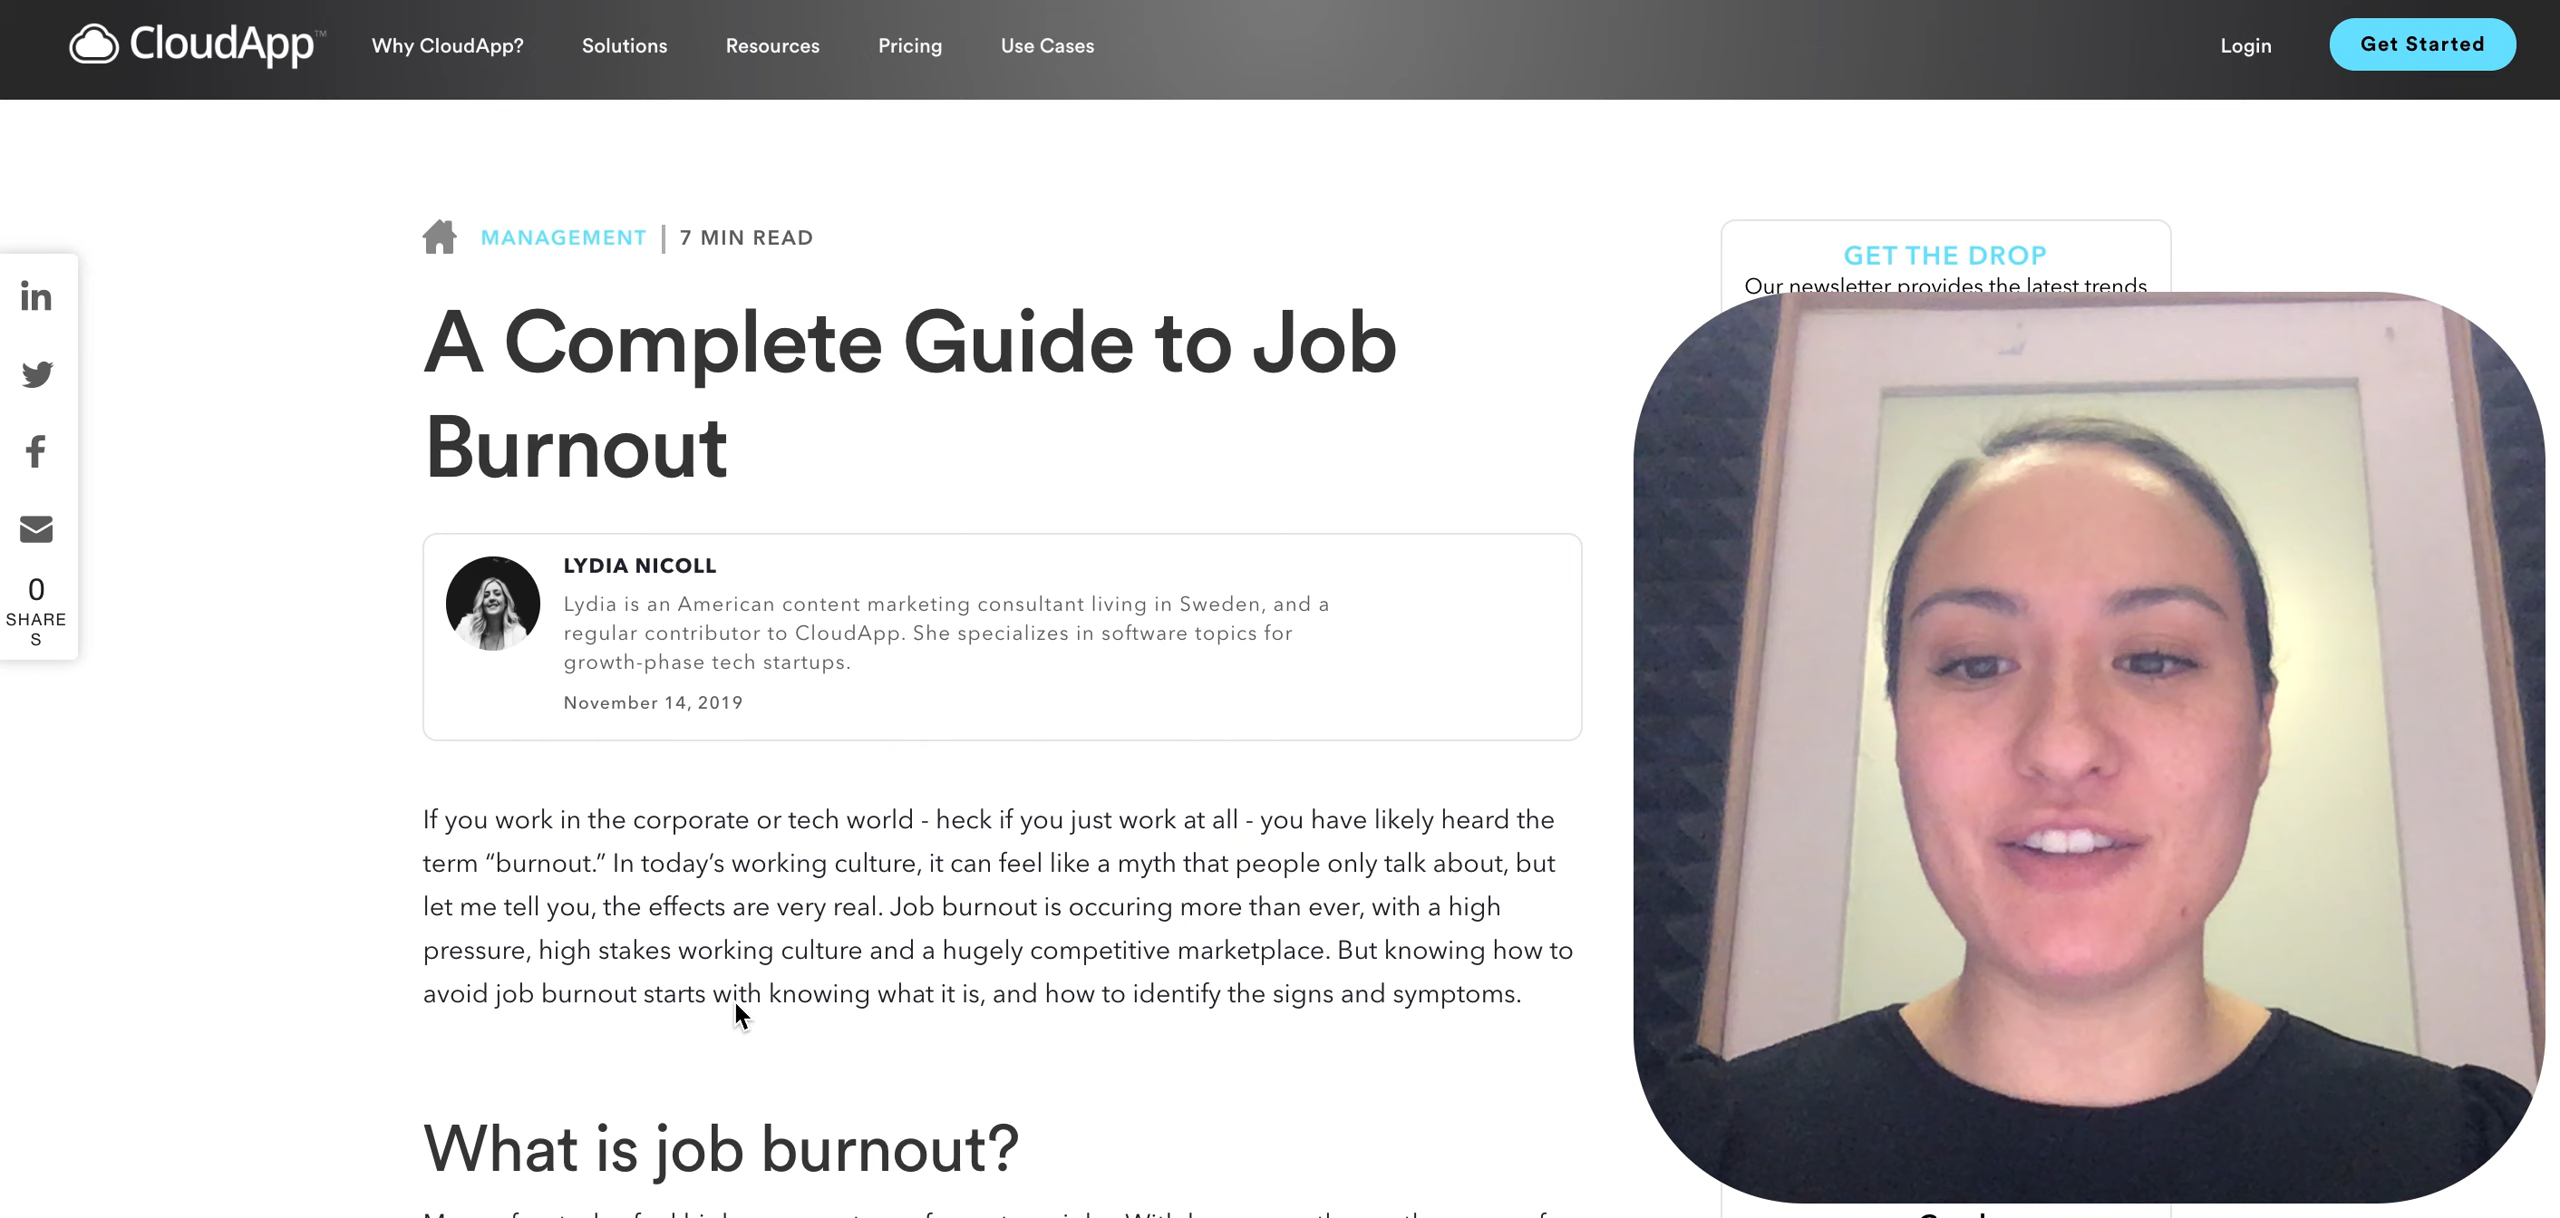 CloudApp™
Why CloudApp?
Solutions
Resources
Pricing
Use Cases
Login
Get Started
MANAGEMENT | 7 MIN READ
A Complete Guide to Job
Burnout
LYDIA NICOLL
Lydia is an American content marketing consultant living in Sweden, and a
regular contributor to CloudApp. She specializes in software topics for
growth-phase tech startups.
November 14, 2019
If you work in the corporate or tech world - heck if you just work at all - you have likely heard the
term “burnout.” In today’s working culture, it can feel like a myth that people only talk about, but
let me tell you, the effects are very real. Job burnout is occuring more than ever, with a high
pressure, high stakes working culture and a hugely competitive marketplace. But knowing how to
avoid job burnout starts with knowing what it is, and how to identify the signs and symptoms.
What is job burnout?
0
SHARE
S
GET THE DROP
Our newsletter provides the latest trends